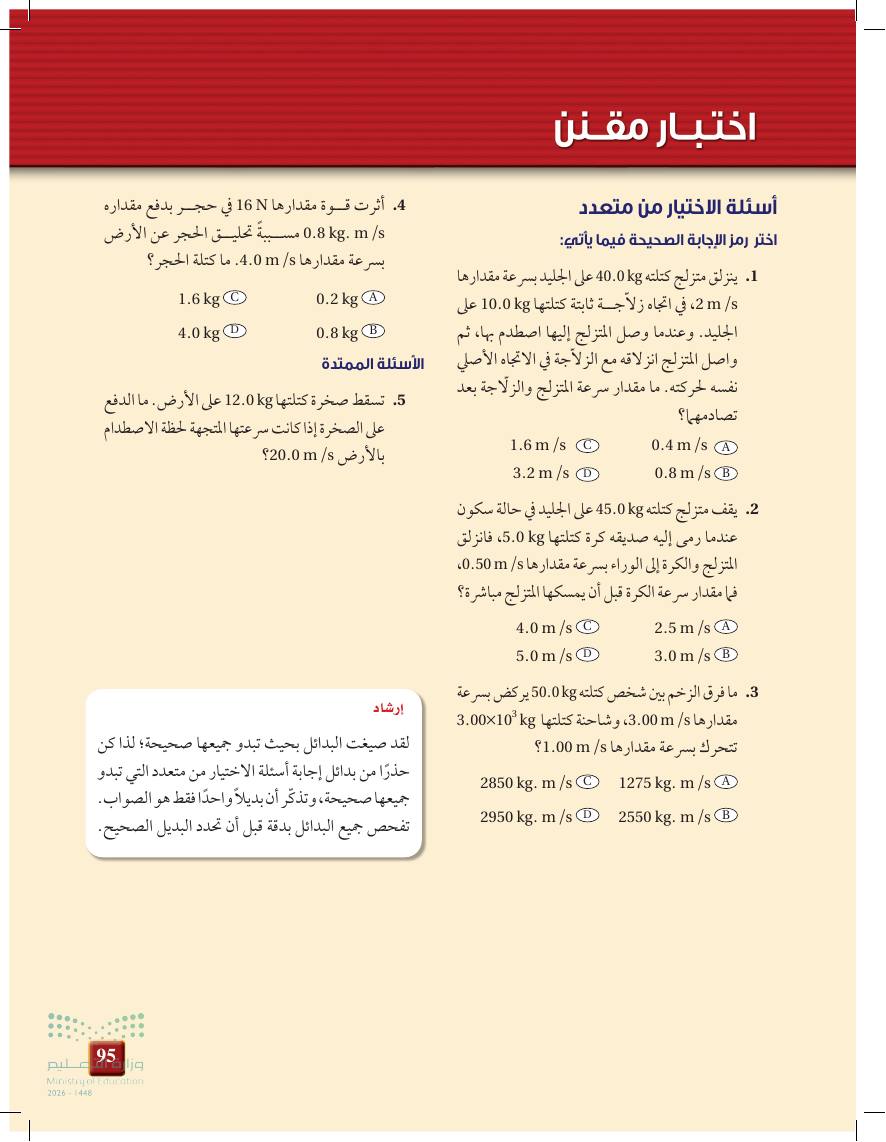 اختبار مقنن
أسئلة الاختيار من متعدد
اختر رمز الإجابة الصحيحة فيما يأتي:
1. ينزلق متزلج كتلته 40.0 kg على الجليد بسرعة مقدارها
2 m/s، في اتجاه زلاّجة ثابتة كتلتها 10.0 kg على
الجليد. وعندما وصل المتزلج إليها اصطدم بها، ثم
واصل المتزلج انزلاقه مع الزلاّجة في الاتجاه الأصلي
نفسه لحركته. ما مقدار سرعة المتزلج والزلّاجة بعد
تصادمهما؟
A 0.4 m/s C 1.6 m/s
B 0.8 m/s D 3.2 m/s
2. يقف متزلج كتلته 45.0 kg على الجليد في حالة سكون
عندما رمى إليه صديقه كرة كتلتها 5.0 kg، فانزلق
المتزلج والكرة إلى الوراء بسرعة مقدارها 0.50 m/s،
فما مقدار سرعة الكرة قبل أن يمسكها المتزلج مباشرة؟
A 2.5 m/s C 4.0 m/s
B 3.0 m/s D 5.0 m/s
3. ما فرق الزخم بين شخص كتلته 50.0 kg يركض بسرعة
مقدارها 3.00 m/s، وشاحنة كتلتها 3.00×10³ kg
تتحرك بسرعة مقدارها 1.00 m/s؟
A 1275 kg. m/s C 2850 kg. m/s
B 2550 kg. m/s D 2950 kg. m/s
4. أثرت قوة مقدارها 16 N في حجر بدفع مقداره
0.8 kg. m/s مسببةً تحليق الحجر عن الأرض
بسرعة مقدارها 4.0 m/s. ما كتلة الحجر؟
A 0.2 kg C 1.6 kg
B 0.8 kg D 4.0 kg
الأسئلة الممتدة
5. تسقط صخرة كتلتها 12.0 kg على الأرض. ما الدفع
على الصخرة إذا كانت سرعتها المتجهة لحظة الاصطدام
بالأرض 20.0 m/s؟
إرشاد
لقد صيغت البدائل بحيث تبدو جميعها صحيحة؛ لذا كن
حذرًا من بدائل إجابة أسئلة الاختيار من متعدد التي تبدو
جميعها صحيحة، وتذكّر أن بديلاً واحدًا فقط هو الصواب.
تفحص جميع البدائل بدقة قبل أن تحدد البديل الصحيح.
95
وزارة التعليم
Ministry of Education
2026 - 1448